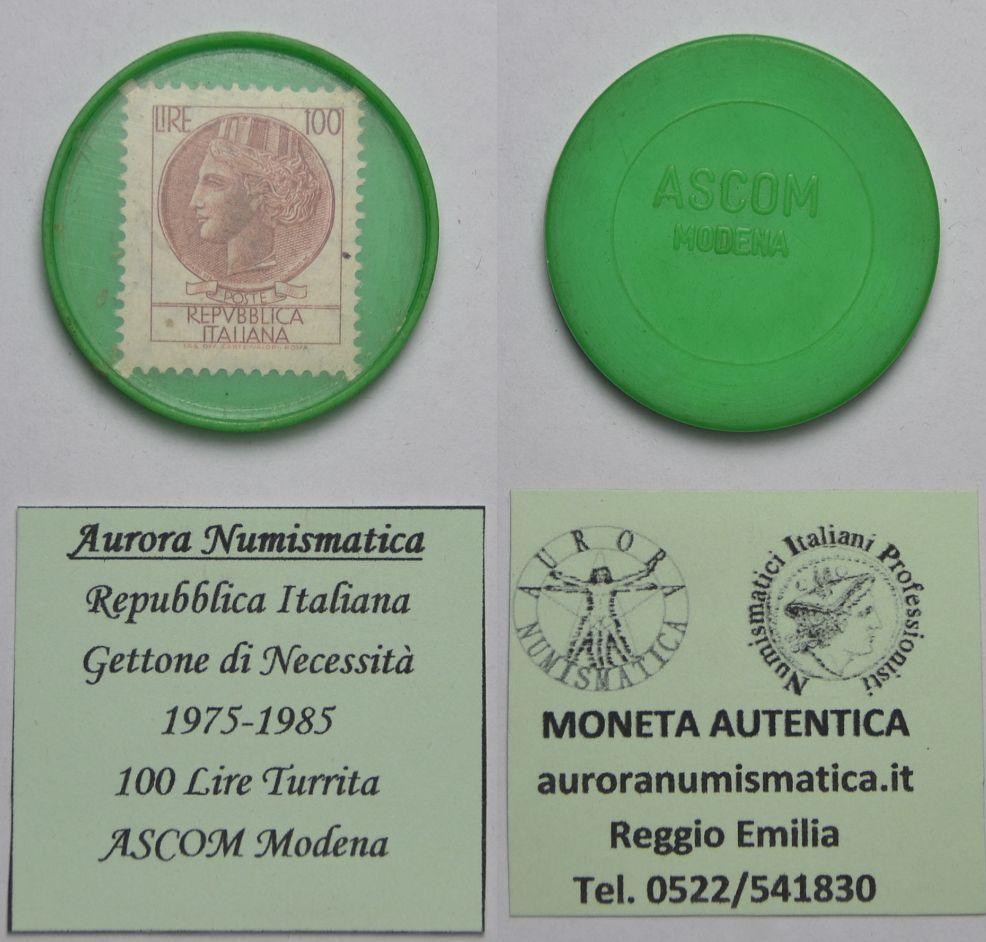 LIRE 100
POSTE
REPVBBLICA
ITALIANA
ASCOM
MODENA
Aurora Numismatica
Repubblica Italiana
Gettone di Necessità
1975-1985
100 Lire Turrita
ASCOM Modena
AURORA
NUMISMATICA
Numismatici Italiani Professionisti
MONETA AUTENTICA
auroranumismatica.it
Reggio Emilia
Tel. 0522/541830